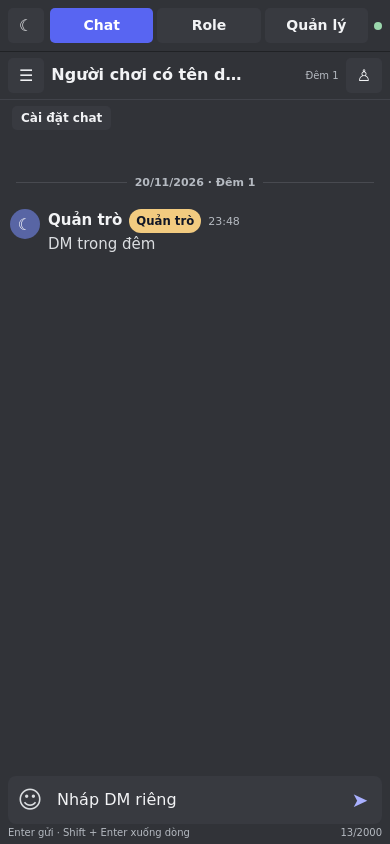 Chat Role Quản lý
Người chơi có tên d... Đêm 1
Cài đặt chat
20/11/2026 · Đêm 1
Quản trò Quản trò 23:48
DM trong đêm
Nháp DM riêng
Enter gửi · Shift + Enter xuống dòng 13/2000